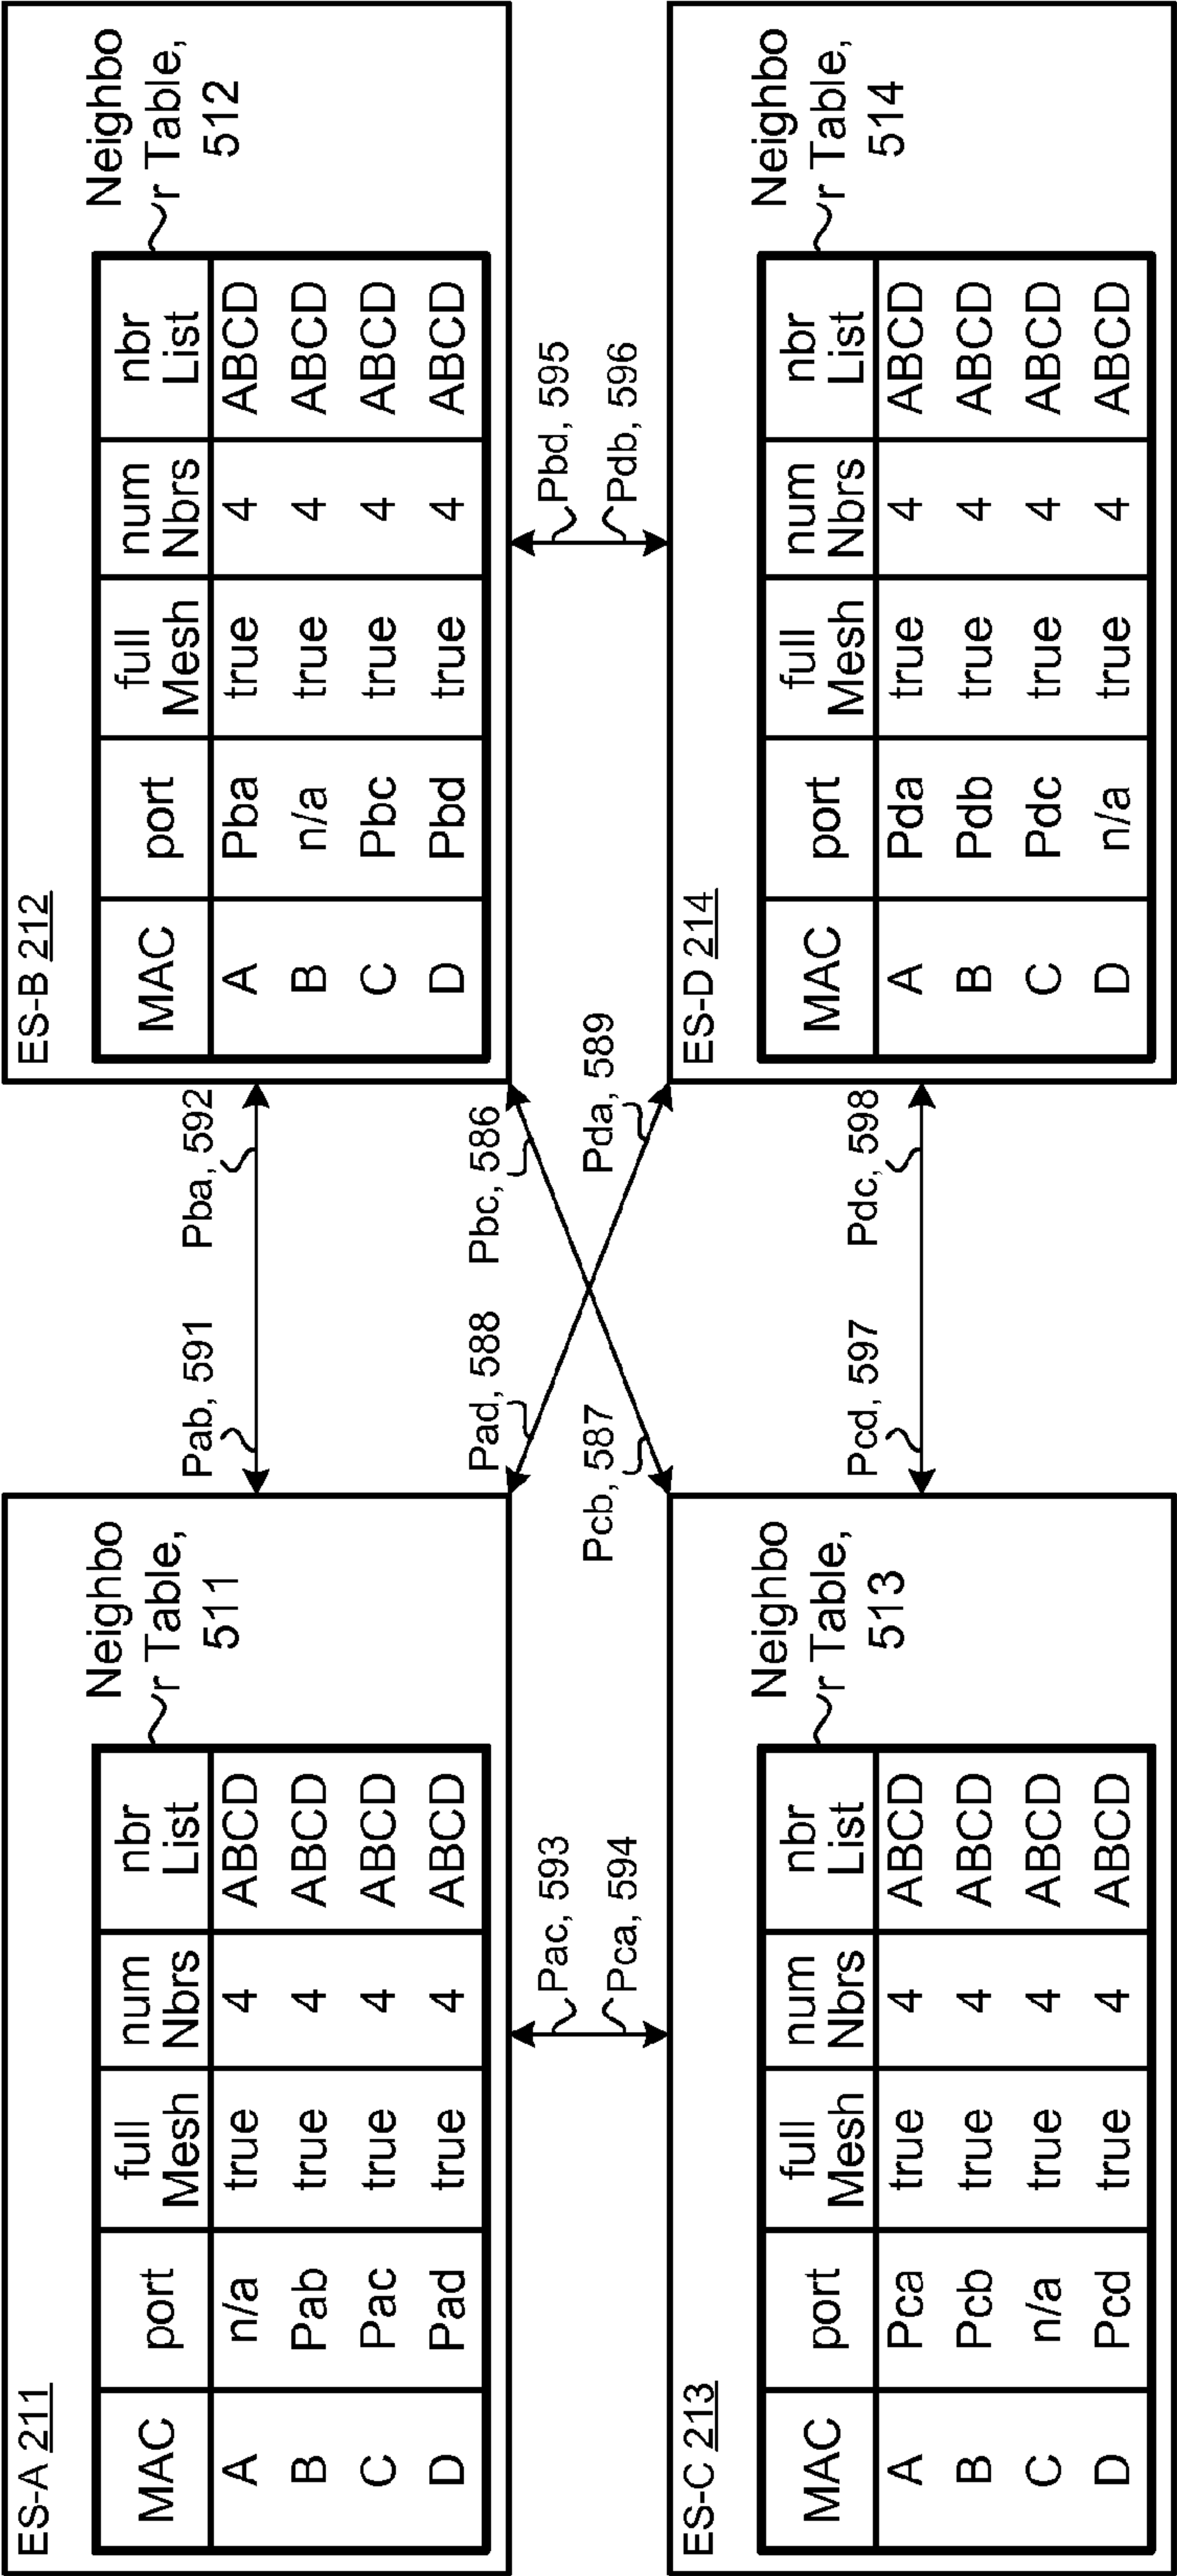 ES-A 211
Neighbo
r Table,
511
MAC port full Mesh num Nbrs nbr List
A n/a true 4 ABCD
B Pab true 4 ABCD
C Pac true 4 ABCD
D Pad true 4 ABCD
Pab, 591
Pba, 592
ES-B 212
Neighbo
r Table,
512
MAC port full Mesh num Nbrs nbr List
A Pba true 4 ABCD
B n/a true 4 ABCD
C Pbc true 4 ABCD
D Pbd true 4 ABCD
Pac, 593
Pca, 594
Pad, 588
Pbc, 586
Pcb, 587
Pda, 589
Pbd, 595
Pdb, 596
ES-C 213
Neighbo
r Table,
513
MAC port full Mesh num Nbrs nbr List
A Pca true 4 ABCD
B Pcb true 4 ABCD
C n/a true 4 ABCD
D Pcd true 4 ABCD
Pcd, 597
Pdc, 598
ES-D 214
Neighbo
r Table,
514
MAC port full Mesh num Nbrs nbr List
A Pda true 4 ABCD
B Pdb true 4 ABCD
C Pdc true 4 ABCD
D n/a true 4 ABCD